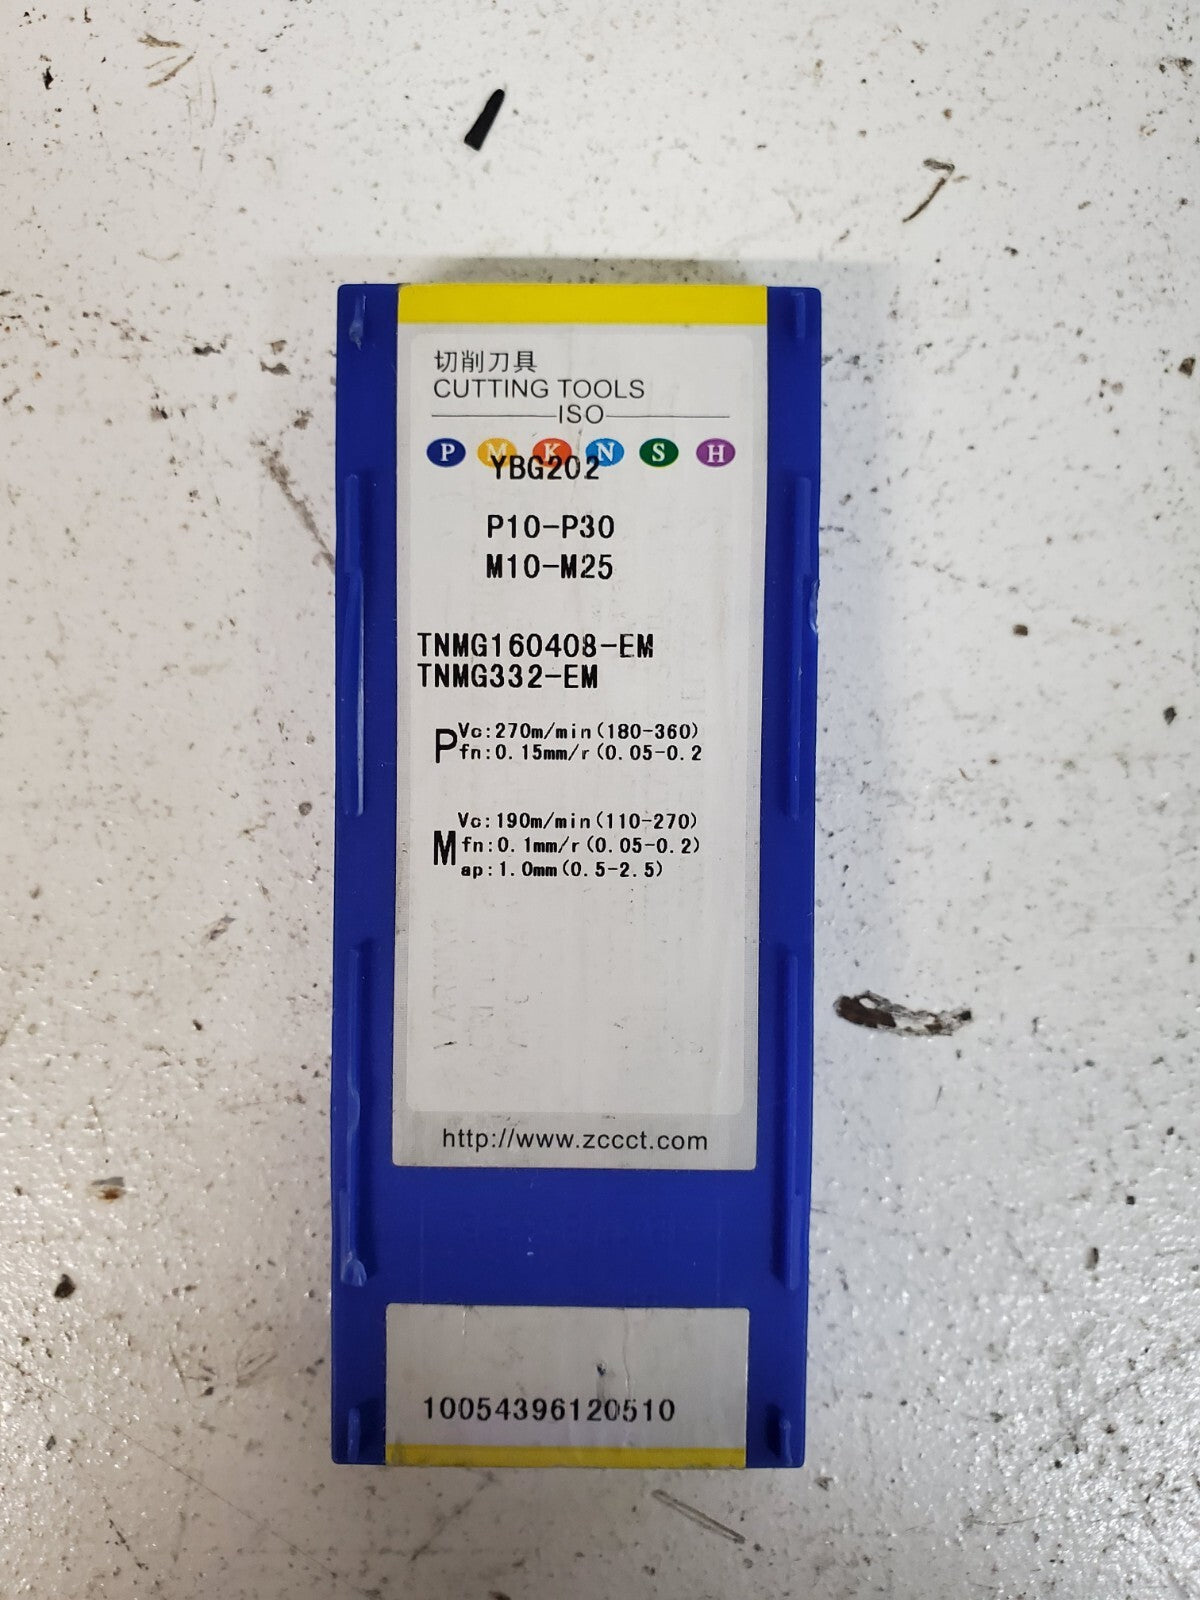 切削刀具
CUTTING TOOLS
ISO
P M K N S H
YBG202
P10-P30
M10-M25
TNMG160408-EM
TNMG332-EM
P
Vc:270m/min(180-360)
fn:0.15mm/r(0.05-0.2
M
Vc:190m/min(110-270)
fn:0.1mm/r(0.05-0.2)
ap:1.0mm(0.5-2.5)
http://www.zccct.com
10054396120510